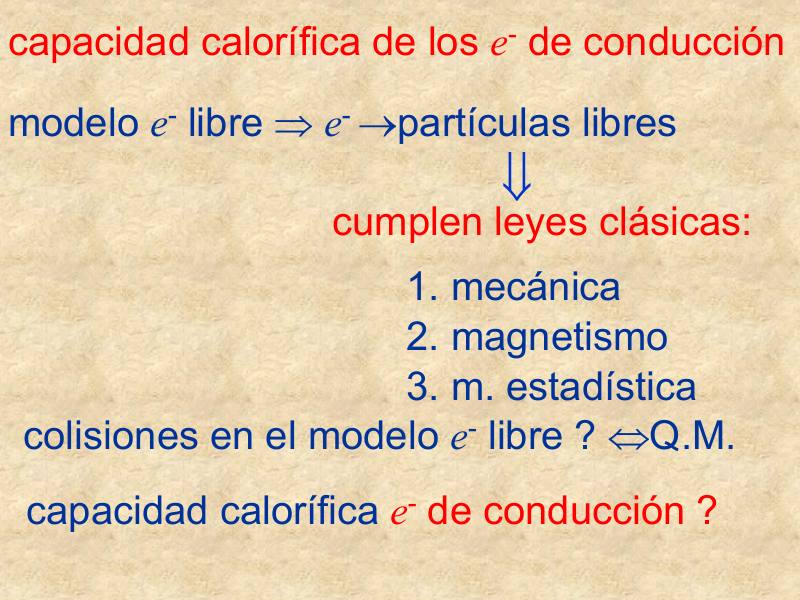 capacidad calorífica de los e- de conducción
modelo e- libre ⇒ e- →partículas libres
⇓
cumplen leyes clásicas:
1. mecánica
2. magnetismo
3. m. estadística
colisiones en el modelo e- libre ? ⇔Q.M.
capacidad calorífica e- de conducción ?